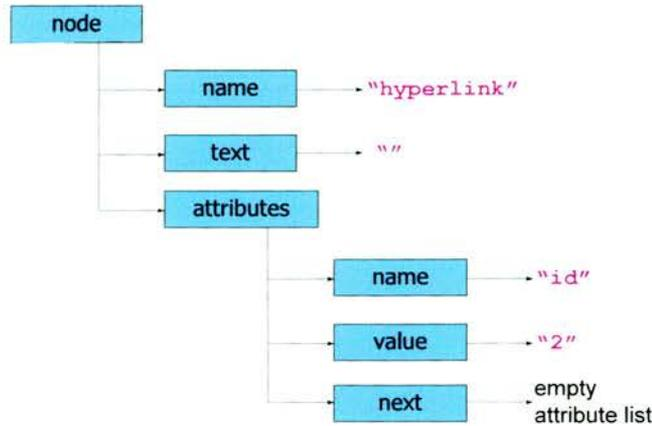 node
name
“hyperlink”
text
“”
attributes
name
“id”
value
“2”
next
empty
attribute list